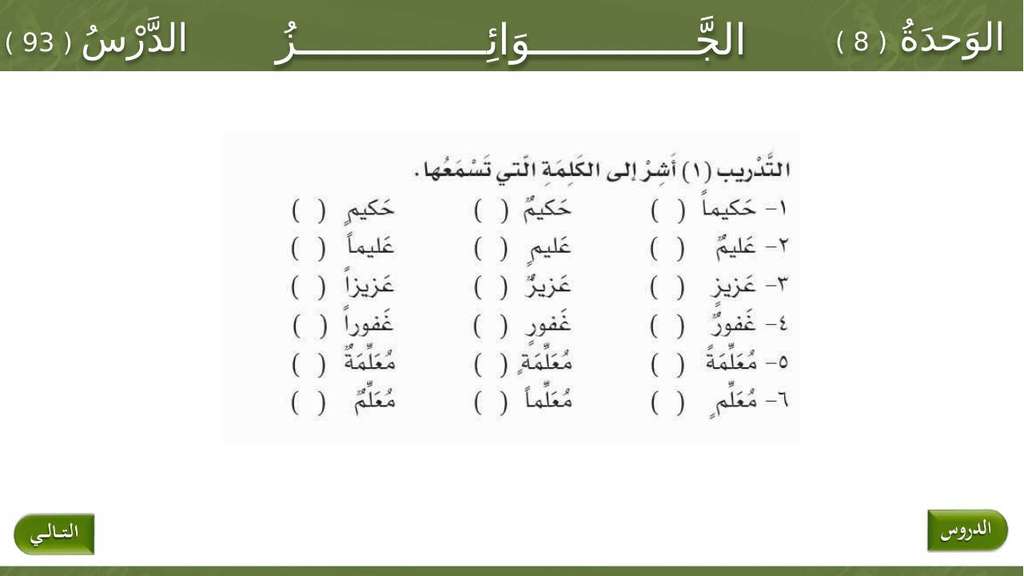 الوَحدَةُ ( 8 ) الجَّـــــــوَائِـــــــزُ الدَّرْسُ ( 93 )
التَّدْريب (١) أَشِرْ إلى الكَلِمَةِ الّتي تَسْمَعُها.
١- حَكيماً ( ) حَكيمٌ ( ) حَكيمٍ ( )
٢- عَليمٌ ( ) عَليمٍ ( ) عَليماً ( )
٣- عَزيزٍ ( ) عَزيزٌ ( ) عَزيزاً ( )
٤- غَفورٌ ( ) غَفورٍ ( ) غَفوراً ( )
٥- مُعَلِّمَةً ( ) مُعَلِّمَةٍ ( ) مُعَلِّمَةٌ ( )
٦- مُعَلِّمٍ ( ) مُعَلِّماً ( ) مُعَلِّمٌ ( )
الدروس
التـالـي